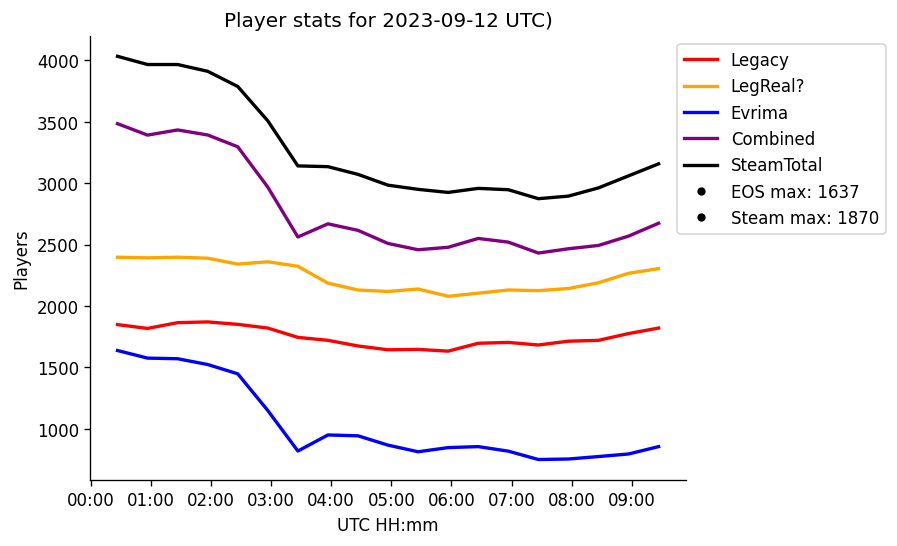 Player stats for 2023-09-12 UTC)
4000
3500
3000
2500
2000
1500
1000
Players
00:00 01:00 02:00 03:00 04:00 05:00 06:00 07:00 08:00 09:00
UTC HH:mm
Legacy
LegReal?
Evrima
Combined
SteamTotal
EOS max: 1637
Steam max: 1870